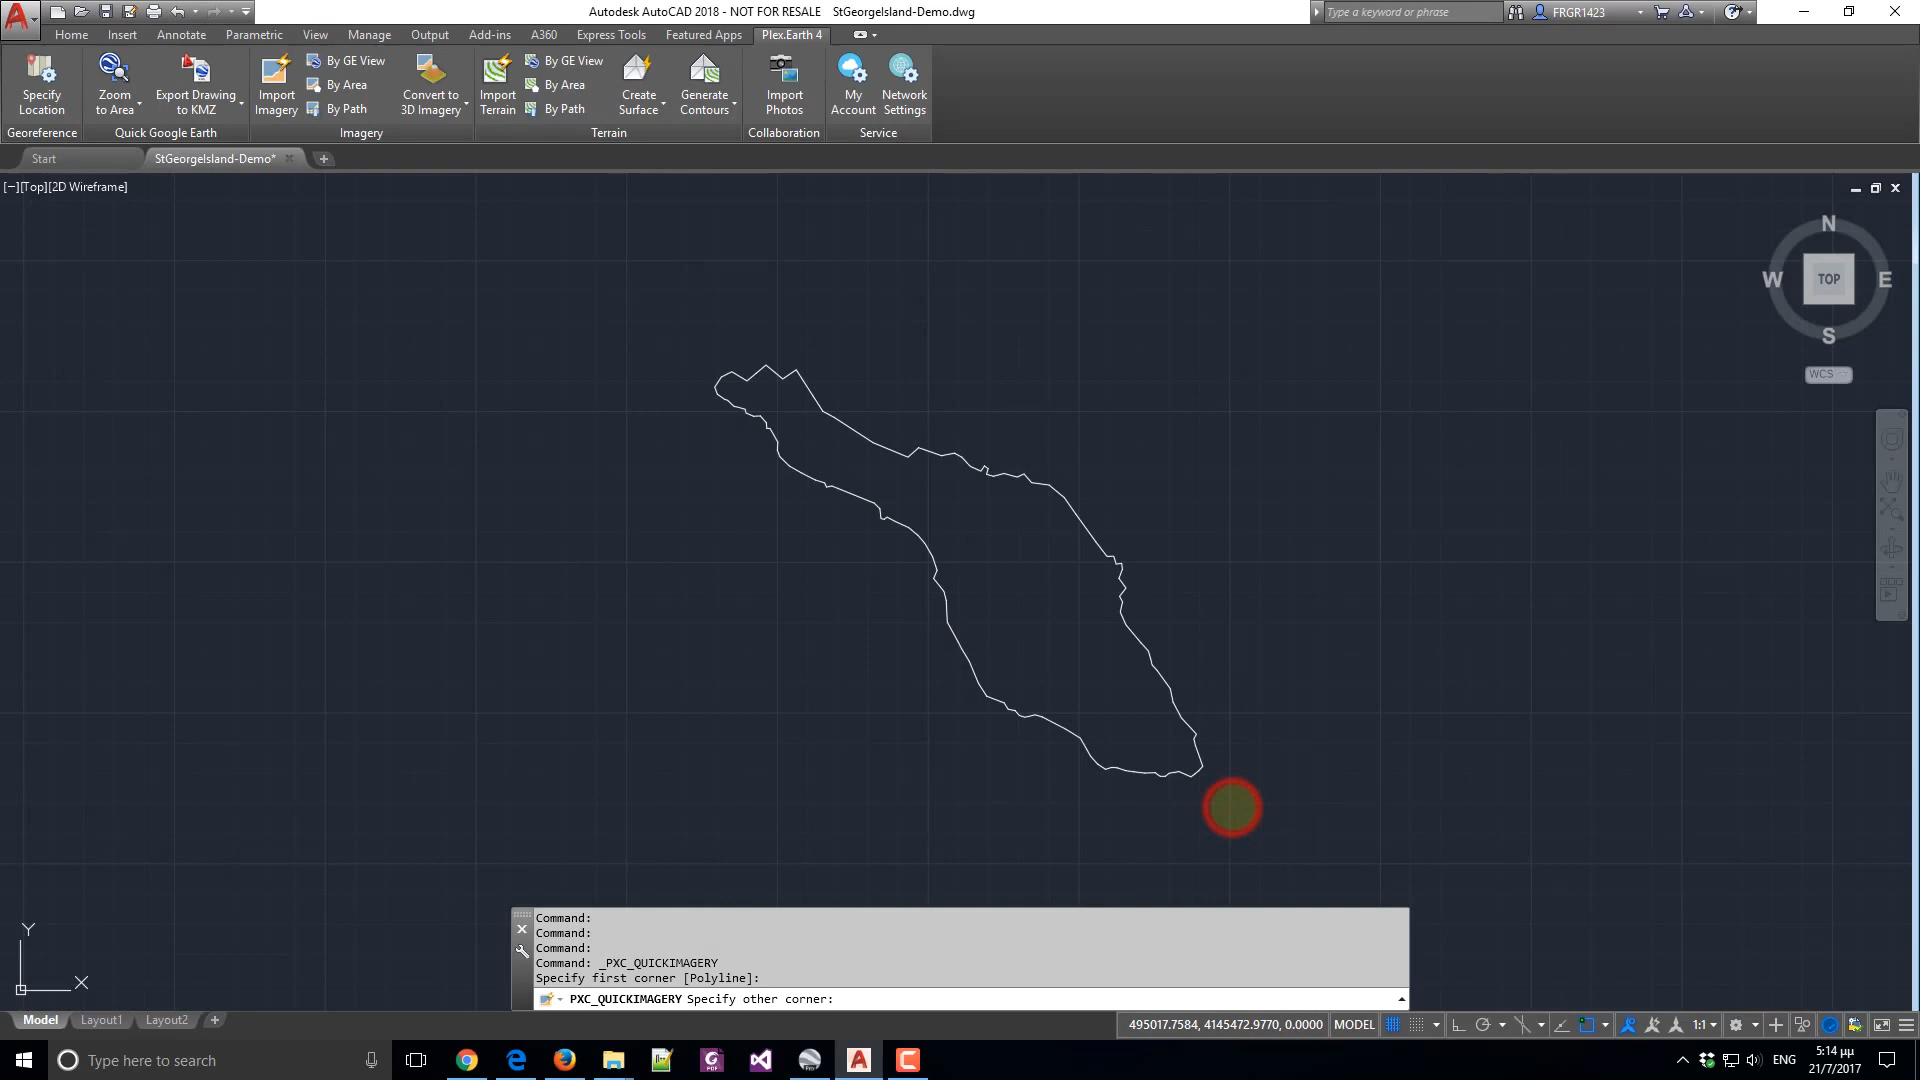 Autodesk AutoCAD 2018 - NOT FOR RESALE StGeorgeIsland-Demo.dwg
Type a keyword or phrase
FRGR1423
Home Insert Annotate Parametric View Manage Output Add-ins A360 Express Tools Featured Apps Plex.Earth 4
Specify Location
Zoom to Area
Export Drawing to KMZ
Import Imagery
By GE View
By Area
By Path
Convert to 3D Imagery
Import Terrain
By GE View
By Area
By Path
Create Surface
Generate Contours
Import Photos
My Account
Network Settings
Georeference Quick Google Earth Imagery Terrain Collaboration Service
Start StGeorgeIsland-Demo*
[−][Top][2D Wireframe]
N
W TOP E
S
WCS
Command:
Command:
Command:
Command: _PXC_QUICKIMAGERY
Specify first corner [Polyline]:
PXC_QUICKIMAGERY Specify other corner:
Y
X
Model Layout1 Layout2
495017.7584, 4145472.9770, 0.0000 MODEL 1:1
Type here to search
ENG
5:14 μμ
21/7/2017